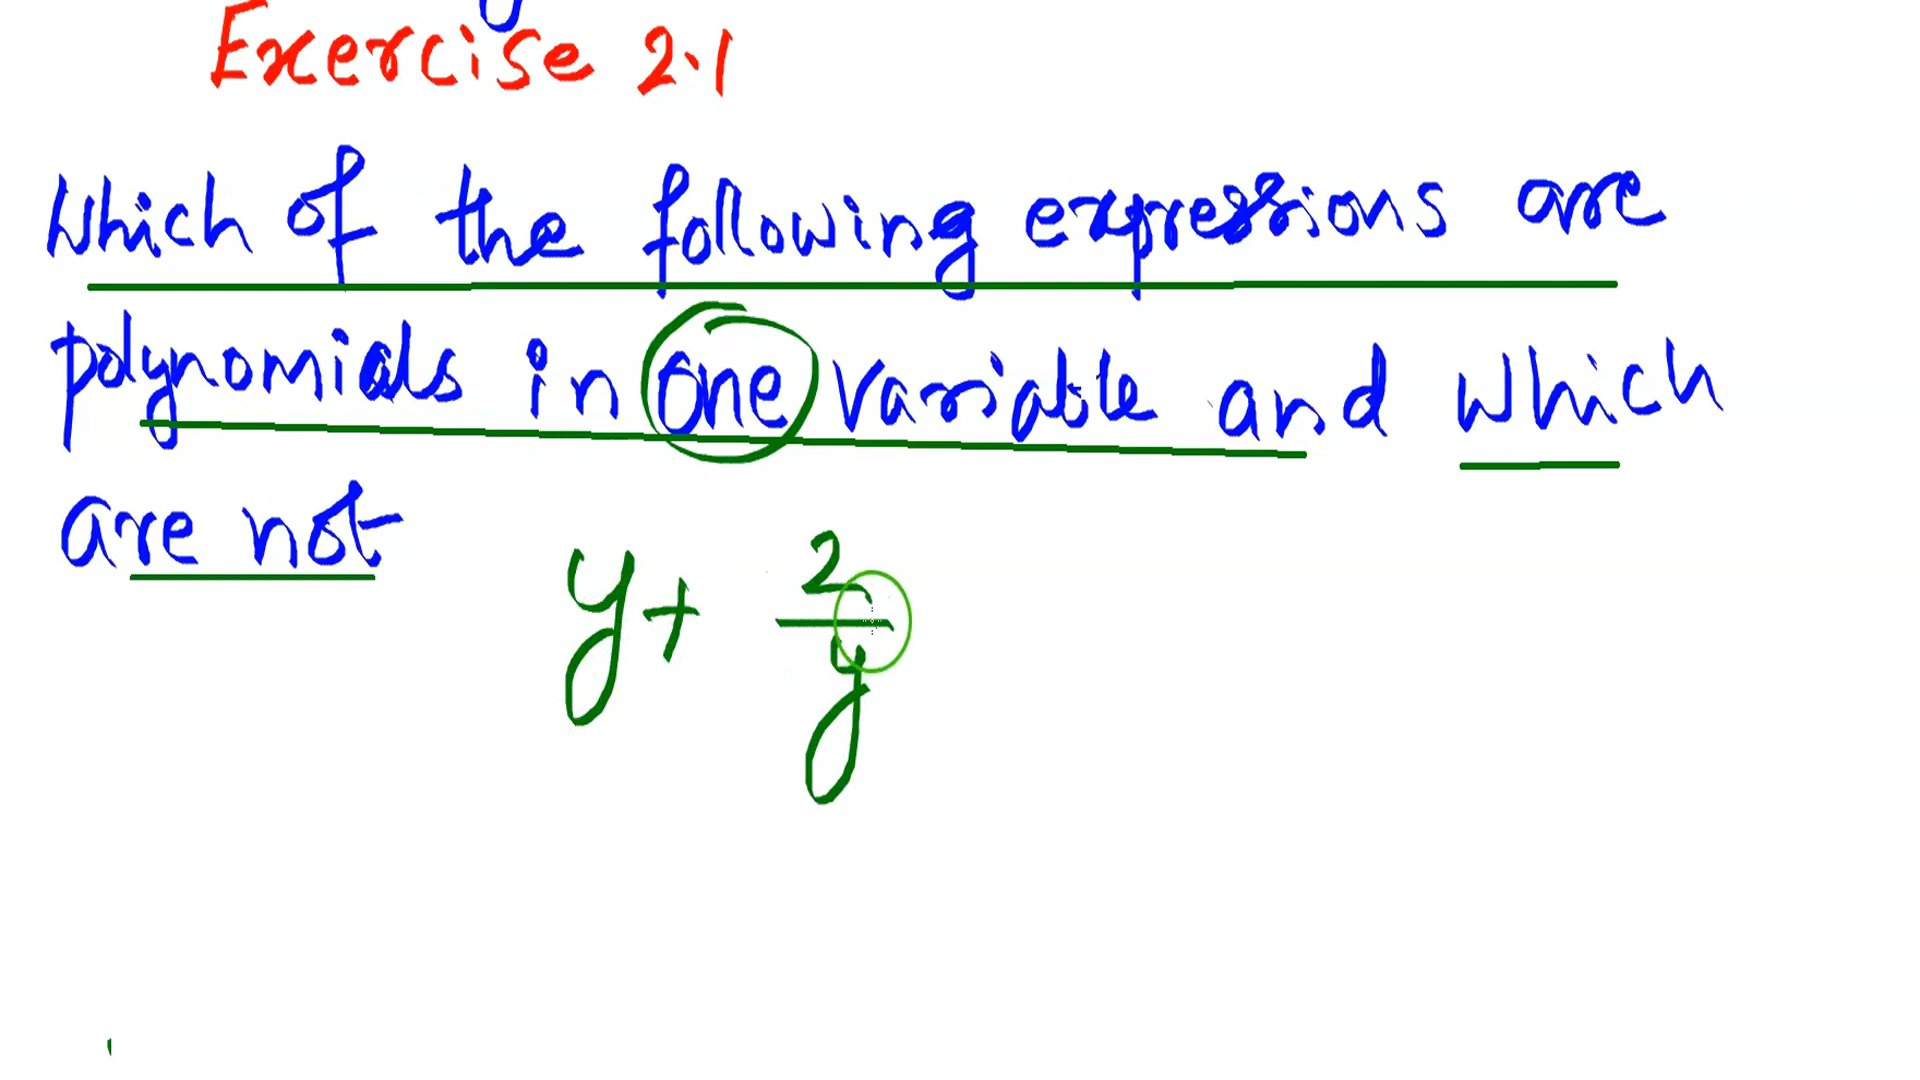 Exercise 2.1
Which of the following expressions are
polynomials in one variable and which
are not
y + 2/y